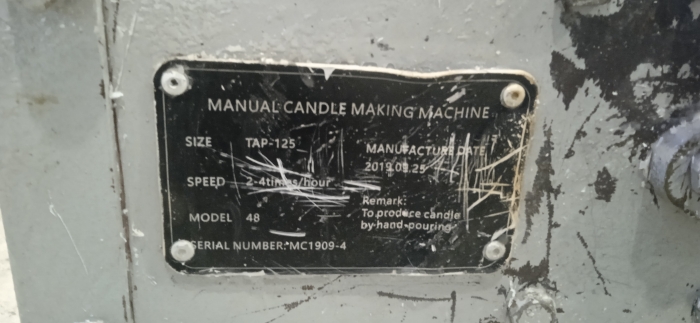 MANUAL CANDLE MAKING MACHINE
SIZE TAP-125
MANUFACTURE DATE
2019.08.25
SPEED 2-4times/hour
Remark:
To produce candle
by hand-pouring
MODEL 48
SERIAL NUMBER: MC1909-4